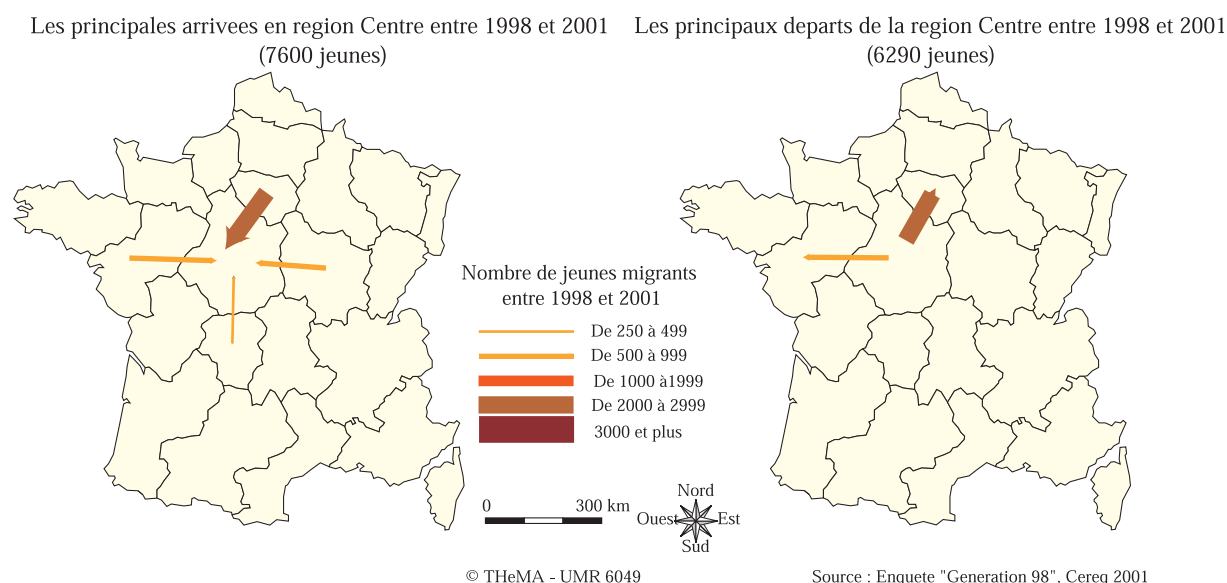 Les principales arrivees en region Centre entre 1998 et 2001
(7600 jeunes)
Les principaux departs de la region Centre entre 1998 et 2001
(6290 jeunes)
Nombre de jeunes migrants
entre 1998 et 2001
De 250 à 499
De 500 à 999
De 1000 à1999
De 2000 à 2999
3000 et plus
0 300 km
Nord
Ouest Est
Sud
© THeMA - UMR 6049
Source : Enquete "Generation 98", Cereq 2001